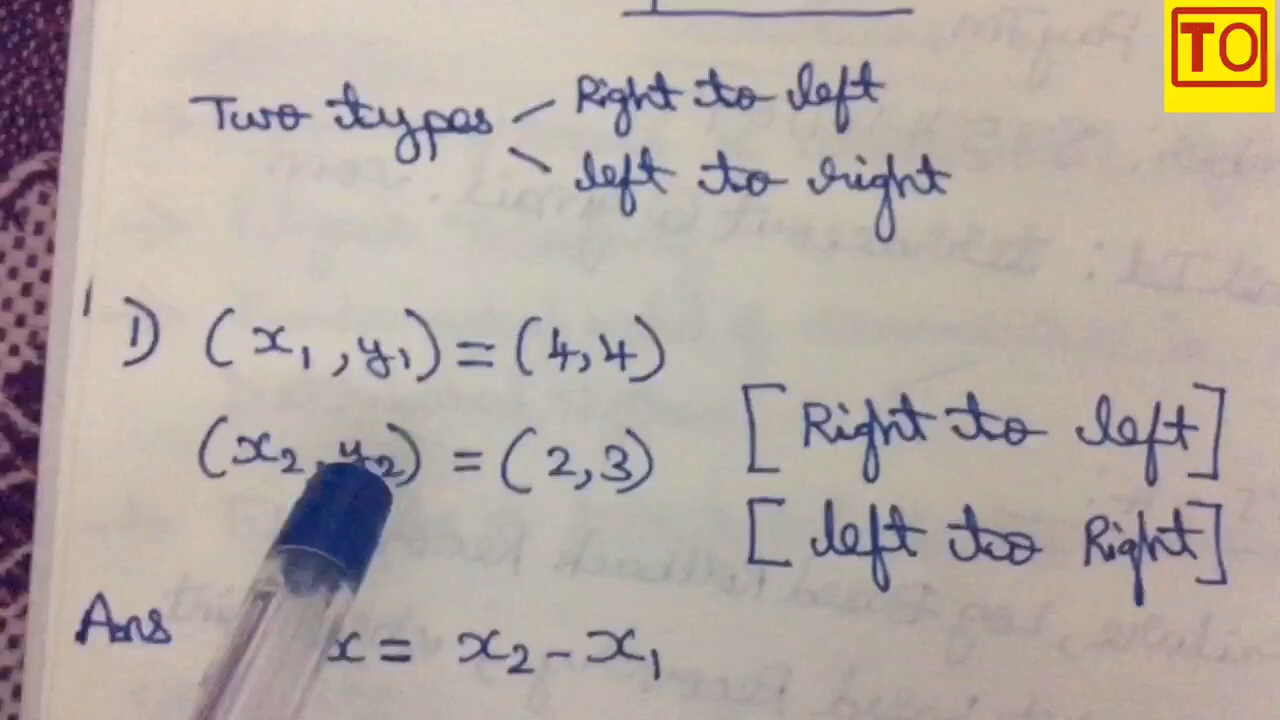 TO
Two types Right to left
left to right
1) (x₁, y₁) = (4,4)
(x₂, y₂) = (2,3) [Right to left]
[left to Right]
Ans x = x₂ - x₁